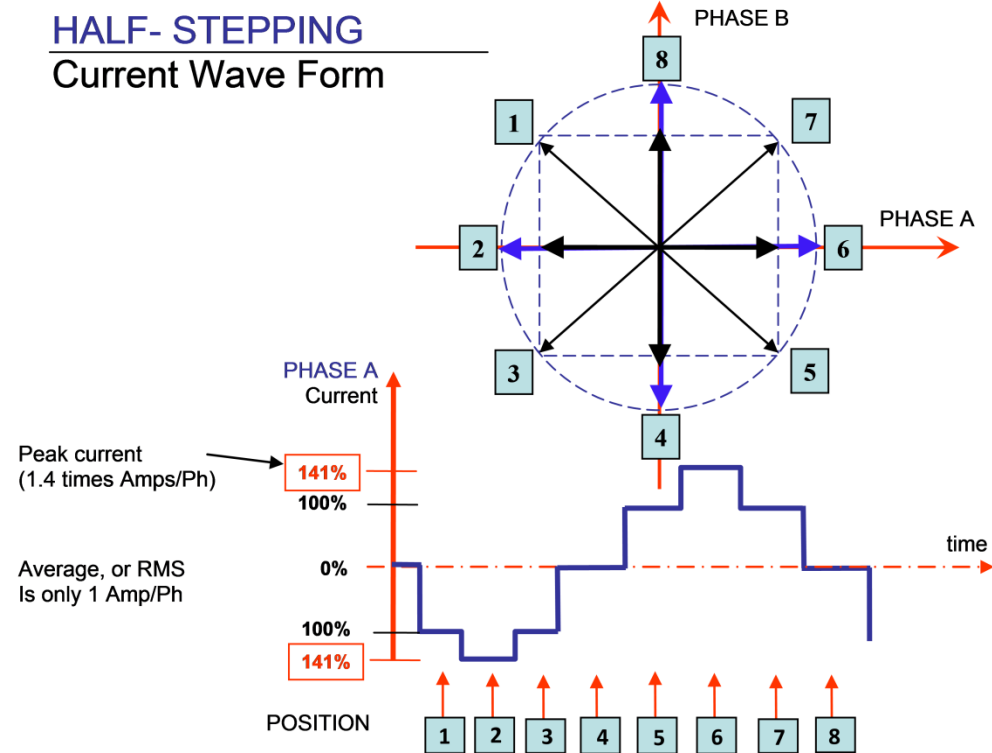 HALF- STEPPING
Current Wave Form
PHASE B
8
1
7
PHASE A
2
6
3
5
4
PHASE A
Current
Peak current
(1.4 times Amps/Ph)
141%
100%
time
0%
Average, or RMS
Is only 1 Amp/Ph
100%
141%
POSITION
1 2 3 4 5 6 7 8